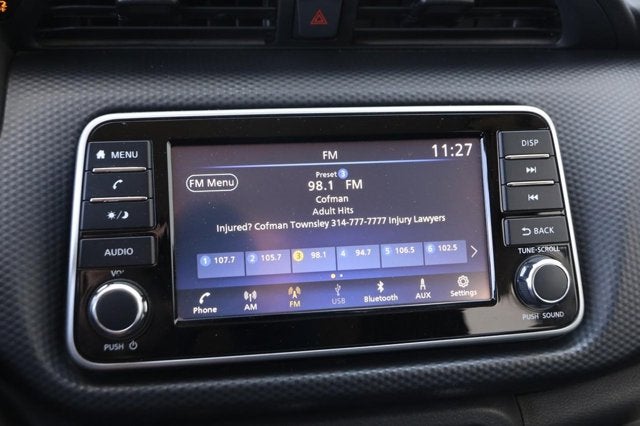 MENU
AUDIO
VOL
PUSH
FM
11:27
FM Menu
Preset 3
98.1 FM
Cofman
Adult Hits
Injured? Cofman Townsley 314-777-7777 Injury Lawyers
1 107.7 2 105.7 3 98.1 4 94.7 5 106.5 6 102.5
Phone AM FM USB Bluetooth AUX Settings
DISP
BACK
TUNE-SCROLL
PUSH SOUND